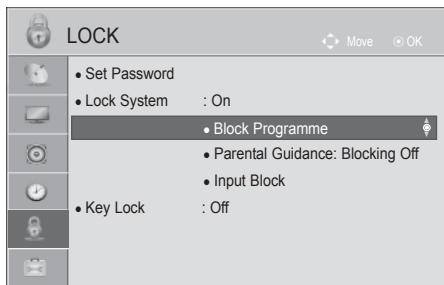 LOCK
Move OK
• Set Password
• Lock System : On
• Block Programme
• Parental Guidance: Blocking Off
• Input Block
• Key Lock : Off